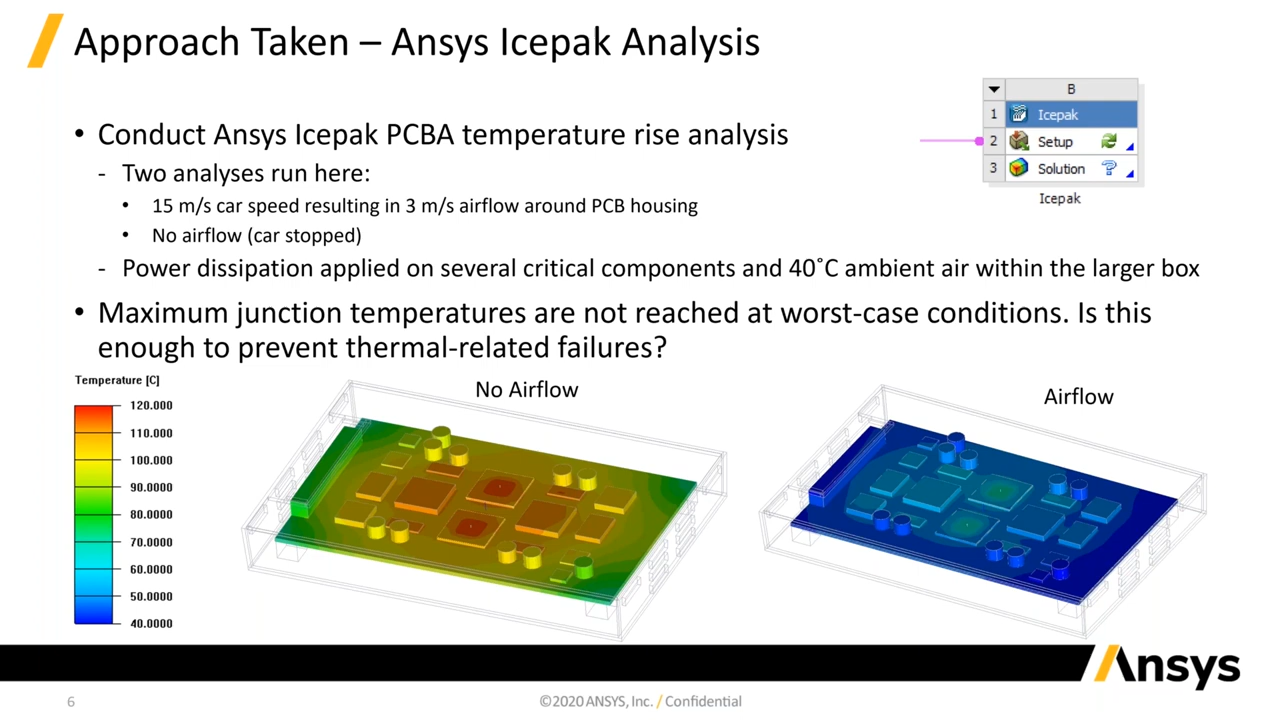 Approach Taken – Ansys Icepak Analysis
B
1 Icepak
2 Setup
3 Solution
Icepak
• Conduct Ansys Icepak PCBA temperature rise analysis
- Two analyses run here:
• 15 m/s car speed resulting in 3 m/s airflow around PCB housing
• No airflow (car stopped)
- Power dissipation applied on several critical components and 40˚C ambient air within the larger box
• Maximum junction temperatures are not reached at worst-case conditions. Is this
enough to prevent thermal-related failures?
Temperature [C]
120.000
110.000
100.000
90.0000
80.0000
70.0000
60.0000
50.0000
40.0000
No Airflow
Airflow
Ansys
6
©2020 ANSYS, Inc. / Confidential